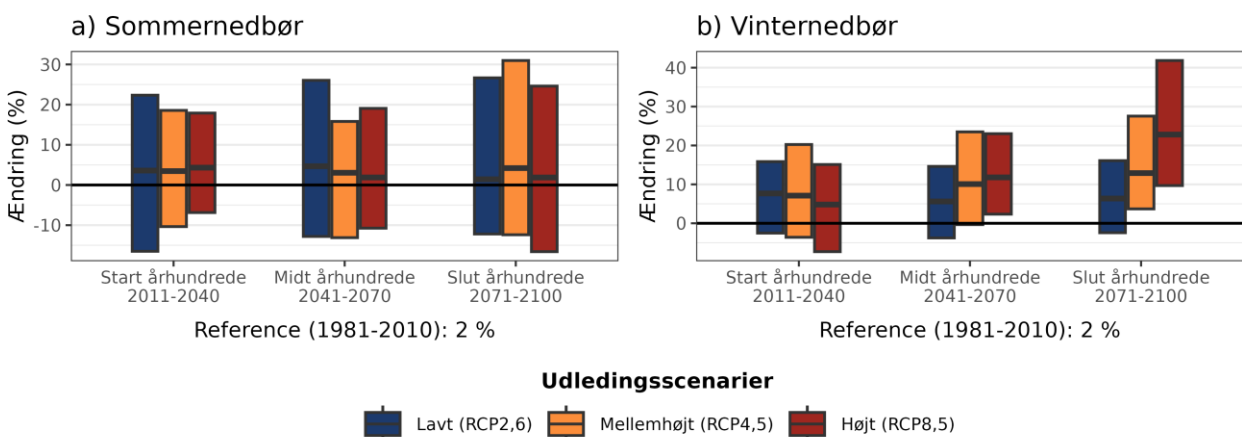 a) Sommernedbør
b) Vinternedbør
Ændring (%)
30
20
10
0
-10
Start århundrede
2011-2040
Midt århundrede
2041-2070
Slut århundrede
2071-2100
Reference (1981-2010): 2 %
Ændring (%)
40
30
20
10
0
Start århundrede
2011-2040
Midt århundrede
2041-2070
Slut århundrede
2071-2100
Reference (1981-2010): 2 %
Udledingsscenarier
Lavt (RCP2,6)
Mellemhøjt (RCP4,5)
Højt (RCP8,5)